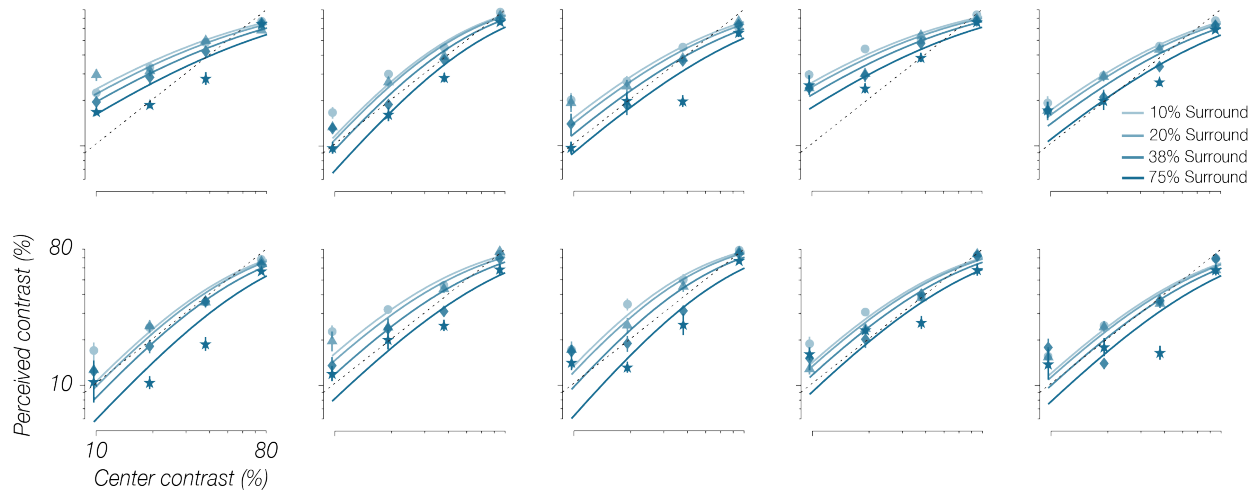 10% Surround
20% Surround
38% Surround
75% Surround
Perceived contrast (%)
80
10
10
80
Center contrast (%)